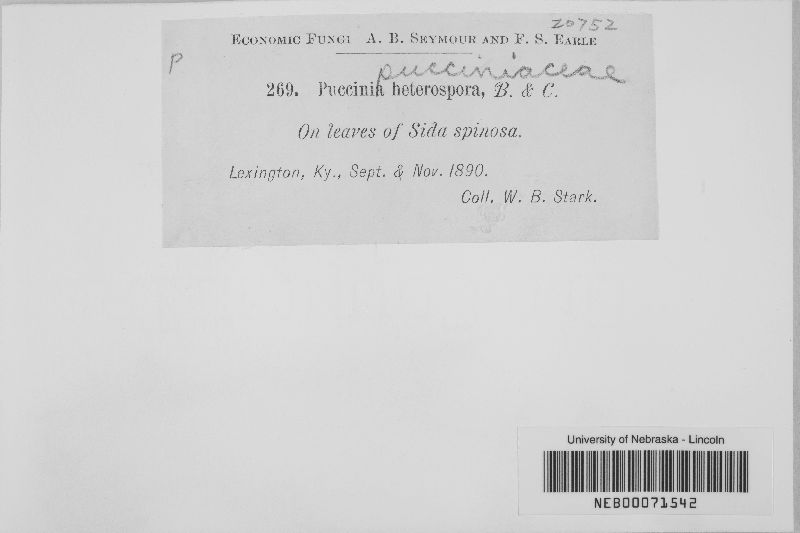 20752
Economic Fungi A. B. Seymour and F. S. Earle
P
pucciniaceae
269. Puccinia heterospora, B. & C.
On leaves of Sida spinosa.
Lexington, Ky., Sept. & Nov. 1890.
Coll. W. B. Stark.
University of Nebraska - Lincoln
NEB00071542